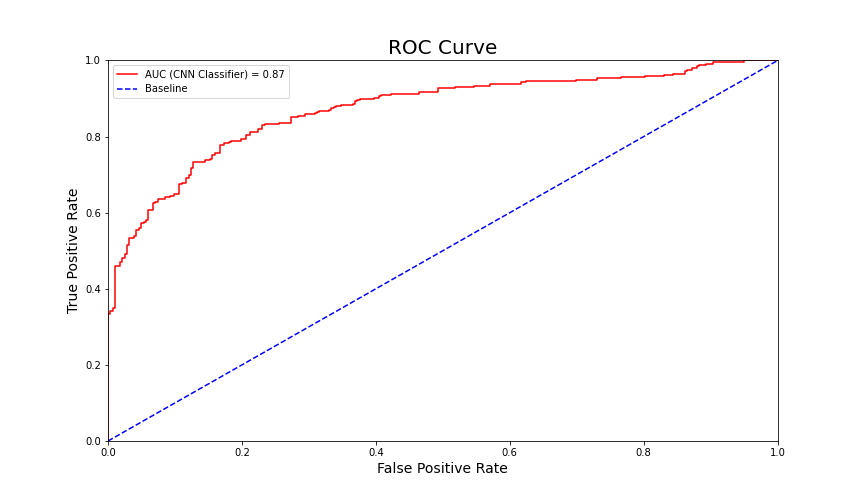 ROC Curve
AUC (CNN Classifier) = 0.87
Baseline
True Positive Rate
1.0
0.8
0.6
0.4
0.2
0.0
0.0 0.2 0.4 0.6 0.8 1.0
False Positive Rate